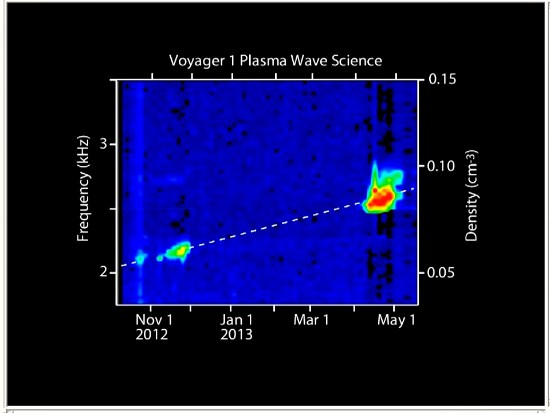 Voyager 1 Plasma Wave Science
Frequency (kHz)
3
2
0.15
0.10
0.05
Density (cm-3)
Nov 1
2012
Jan 1
2013
Mar 1
May 1